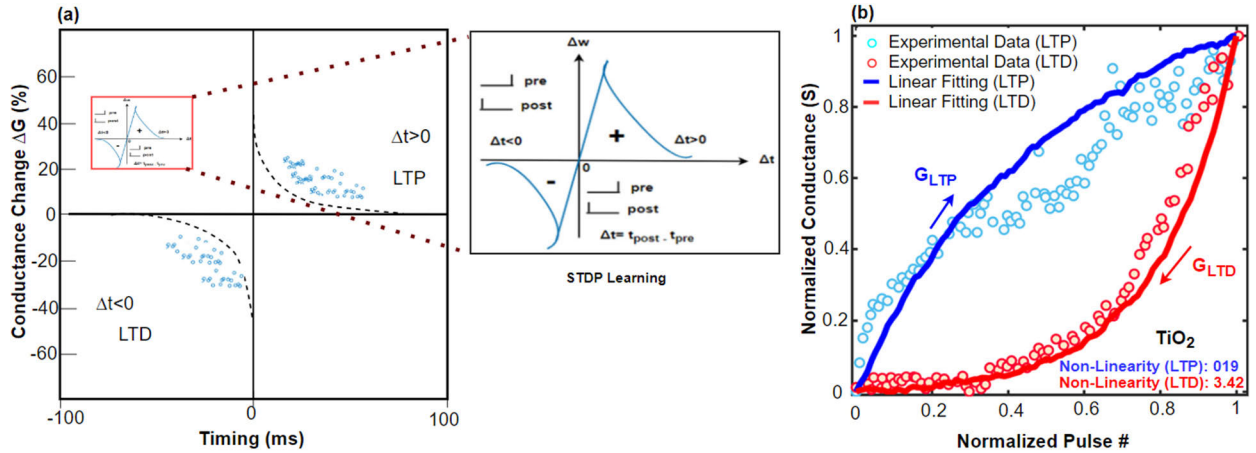 (a)
Conductance Change ΔG (%)
60
40
20
0
-20
-40
-60
-100
0
100
Timing (ms)
Δt>0
LTP
Δt<0
LTD
Δw
pre
post
Δt<0
Δt>0
+
-
0
Δt
pre
post
Δt= tpost - tpre
STDP Learning
(b)
Normalized Conductance (S)
1
0.8
0.6
0.4
0.2
0
0
0.2
0.4
0.6
0.8
1
Normalized Pulse #
Experimental Data (LTP)
Experimental Data (LTD)
Linear Fitting (LTP)
Linear Fitting (LTD)
GLTP
GLTD
TiO2
Non-Linearity (LTP): 019
Non-Linearity (LTD): 3.42